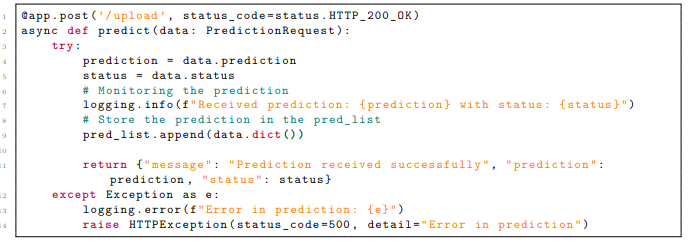 1 @app.post('/upload', status_code=status.HTTP_200_OK)
2 async def predict(data: PredictionRequest):
3     try:
4         prediction = data.prediction
5         status = data.status
6         # Monitoring the prediction
7         logging.info(f"Received prediction: {prediction} with status: {status}")
8         # Store the prediction in the pred_list
9         pred_list.append(data.dict())
10
11         return {"message": "Prediction received successfully", "prediction":
            prediction, "status": status}
12     except Exception as e:
13         logging.error(f"Error in prediction: {e}")
14         raise HTTPException(status_code=500, detail="Error in prediction")